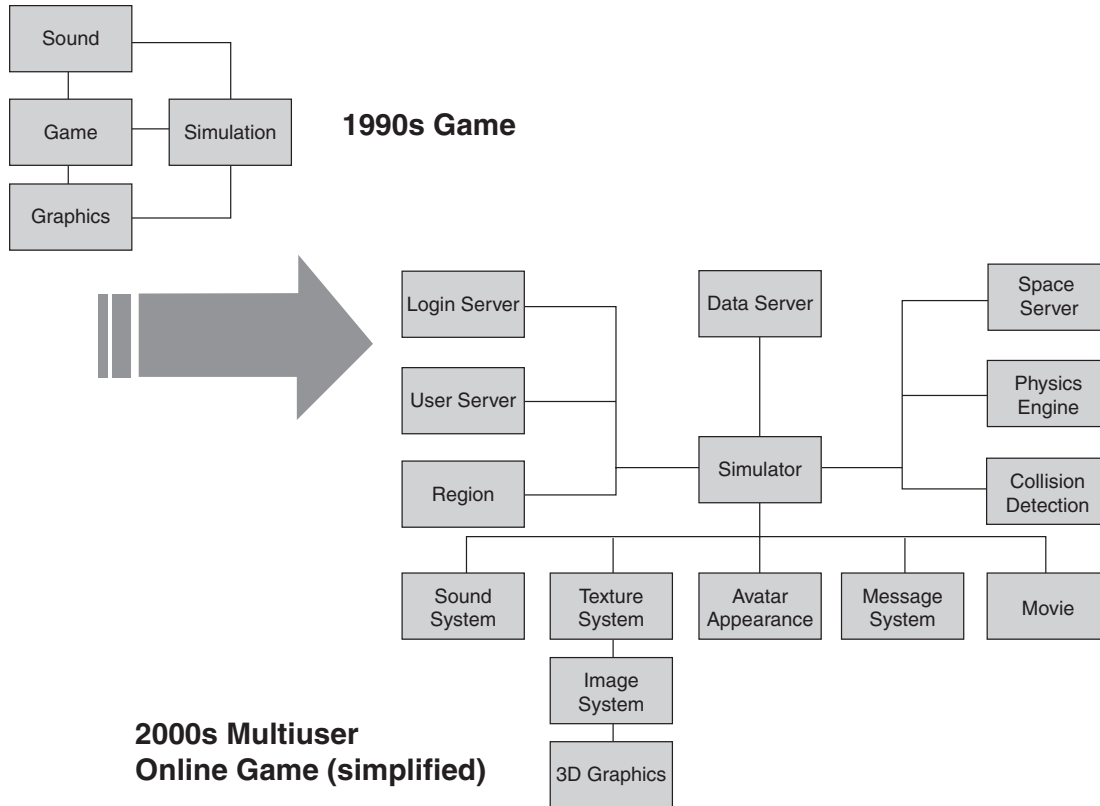 Sound
Game
Simulation
1990s Game
Graphics
Login Server
Data Server
Space
Server
User Server
Physics
Engine
Region
Simulator
Collision
Detection
Sound
System
Texture
System
Avatar
Appearance
Message
System
Movie
Image
System
2000s Multiuser
Online Game (simplified)
3D Graphics